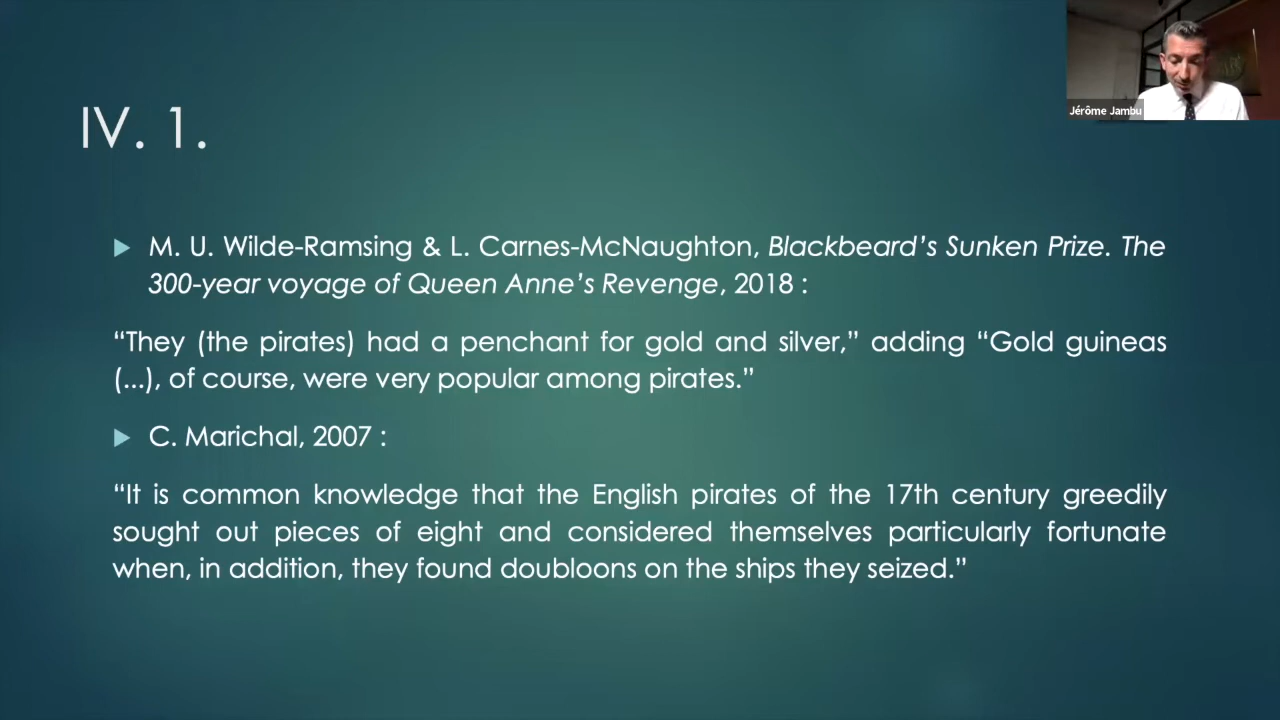 Jérôme Jambu
IV. 1.
M. U. Wilde-Ramsing & L. Carnes-McNaughton, Blackbeard’s Sunken Prize. The
300-year voyage of Queen Anne’s Revenge, 2018 :
“They (the pirates) had a penchant for gold and silver,” adding “Gold guineas
(...), of course, were very popular among pirates.”
C. Marichal, 2007 :
“It is common knowledge that the English pirates of the 17th century greedily
sought out pieces of eight and considered themselves particularly fortunate
when, in addition, they found doubloons on the ships they seized.”